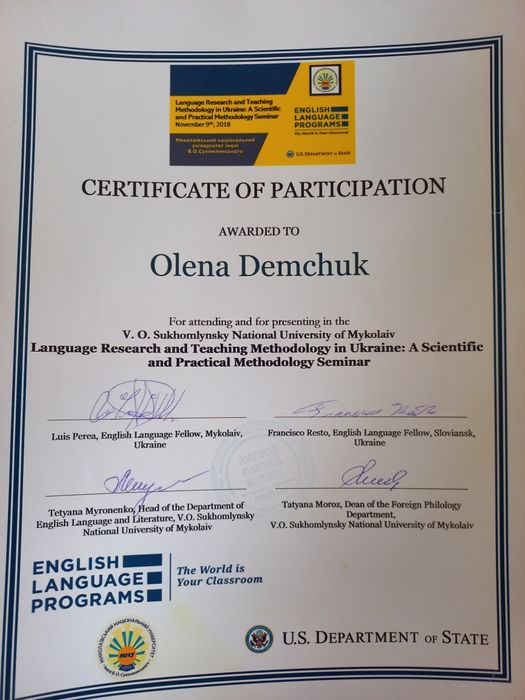 Language Research and Teaching
Methodology in Ukraine: A Scientific
and Practical Methodology Seminar
November 9th, 2018
Миколаївський національний
університет імені
В.О.Сухомлинського
ENGLISH
LANGUAGE
PROGRAMS
The World is Your Classroom
U.S. DEPARTMENT OF STATE
CERTIFICATE OF PARTICIPATION
AWARDED TO
Olena Demchuk
For attending and for presenting in the
V. O. Sukhomlynsky National University of Mykolaiv
Language Research and Teaching Methodology in Ukraine: A Scientific
and Practical Methodology Seminar
Luis Perea, English Language Fellow, Mykolaiv,
Ukraine
Francisco Resto, English Language Fellow, Sloviansk,
Ukraine
Tetyana Myronenko, Head of the Department of
English Language and Literature, V.O. Sukhomlynsky
National University of Mykolaiv
Tatyana Moroz, Dean of the Foreign Philology
Department,
V.O. Sukhomlynsky National University of Mykolaiv
ENGLISH
LANGUAGE
PROGRAMS
The World is
Your Classroom
МИКОЛАЇВСЬКИЙ НАЦІОНАЛЬНИЙ УНІВЕРСИТЕТ
імені В.О.Сухомлинського
МНУ
U.S. DEPARTMENT OF STATE